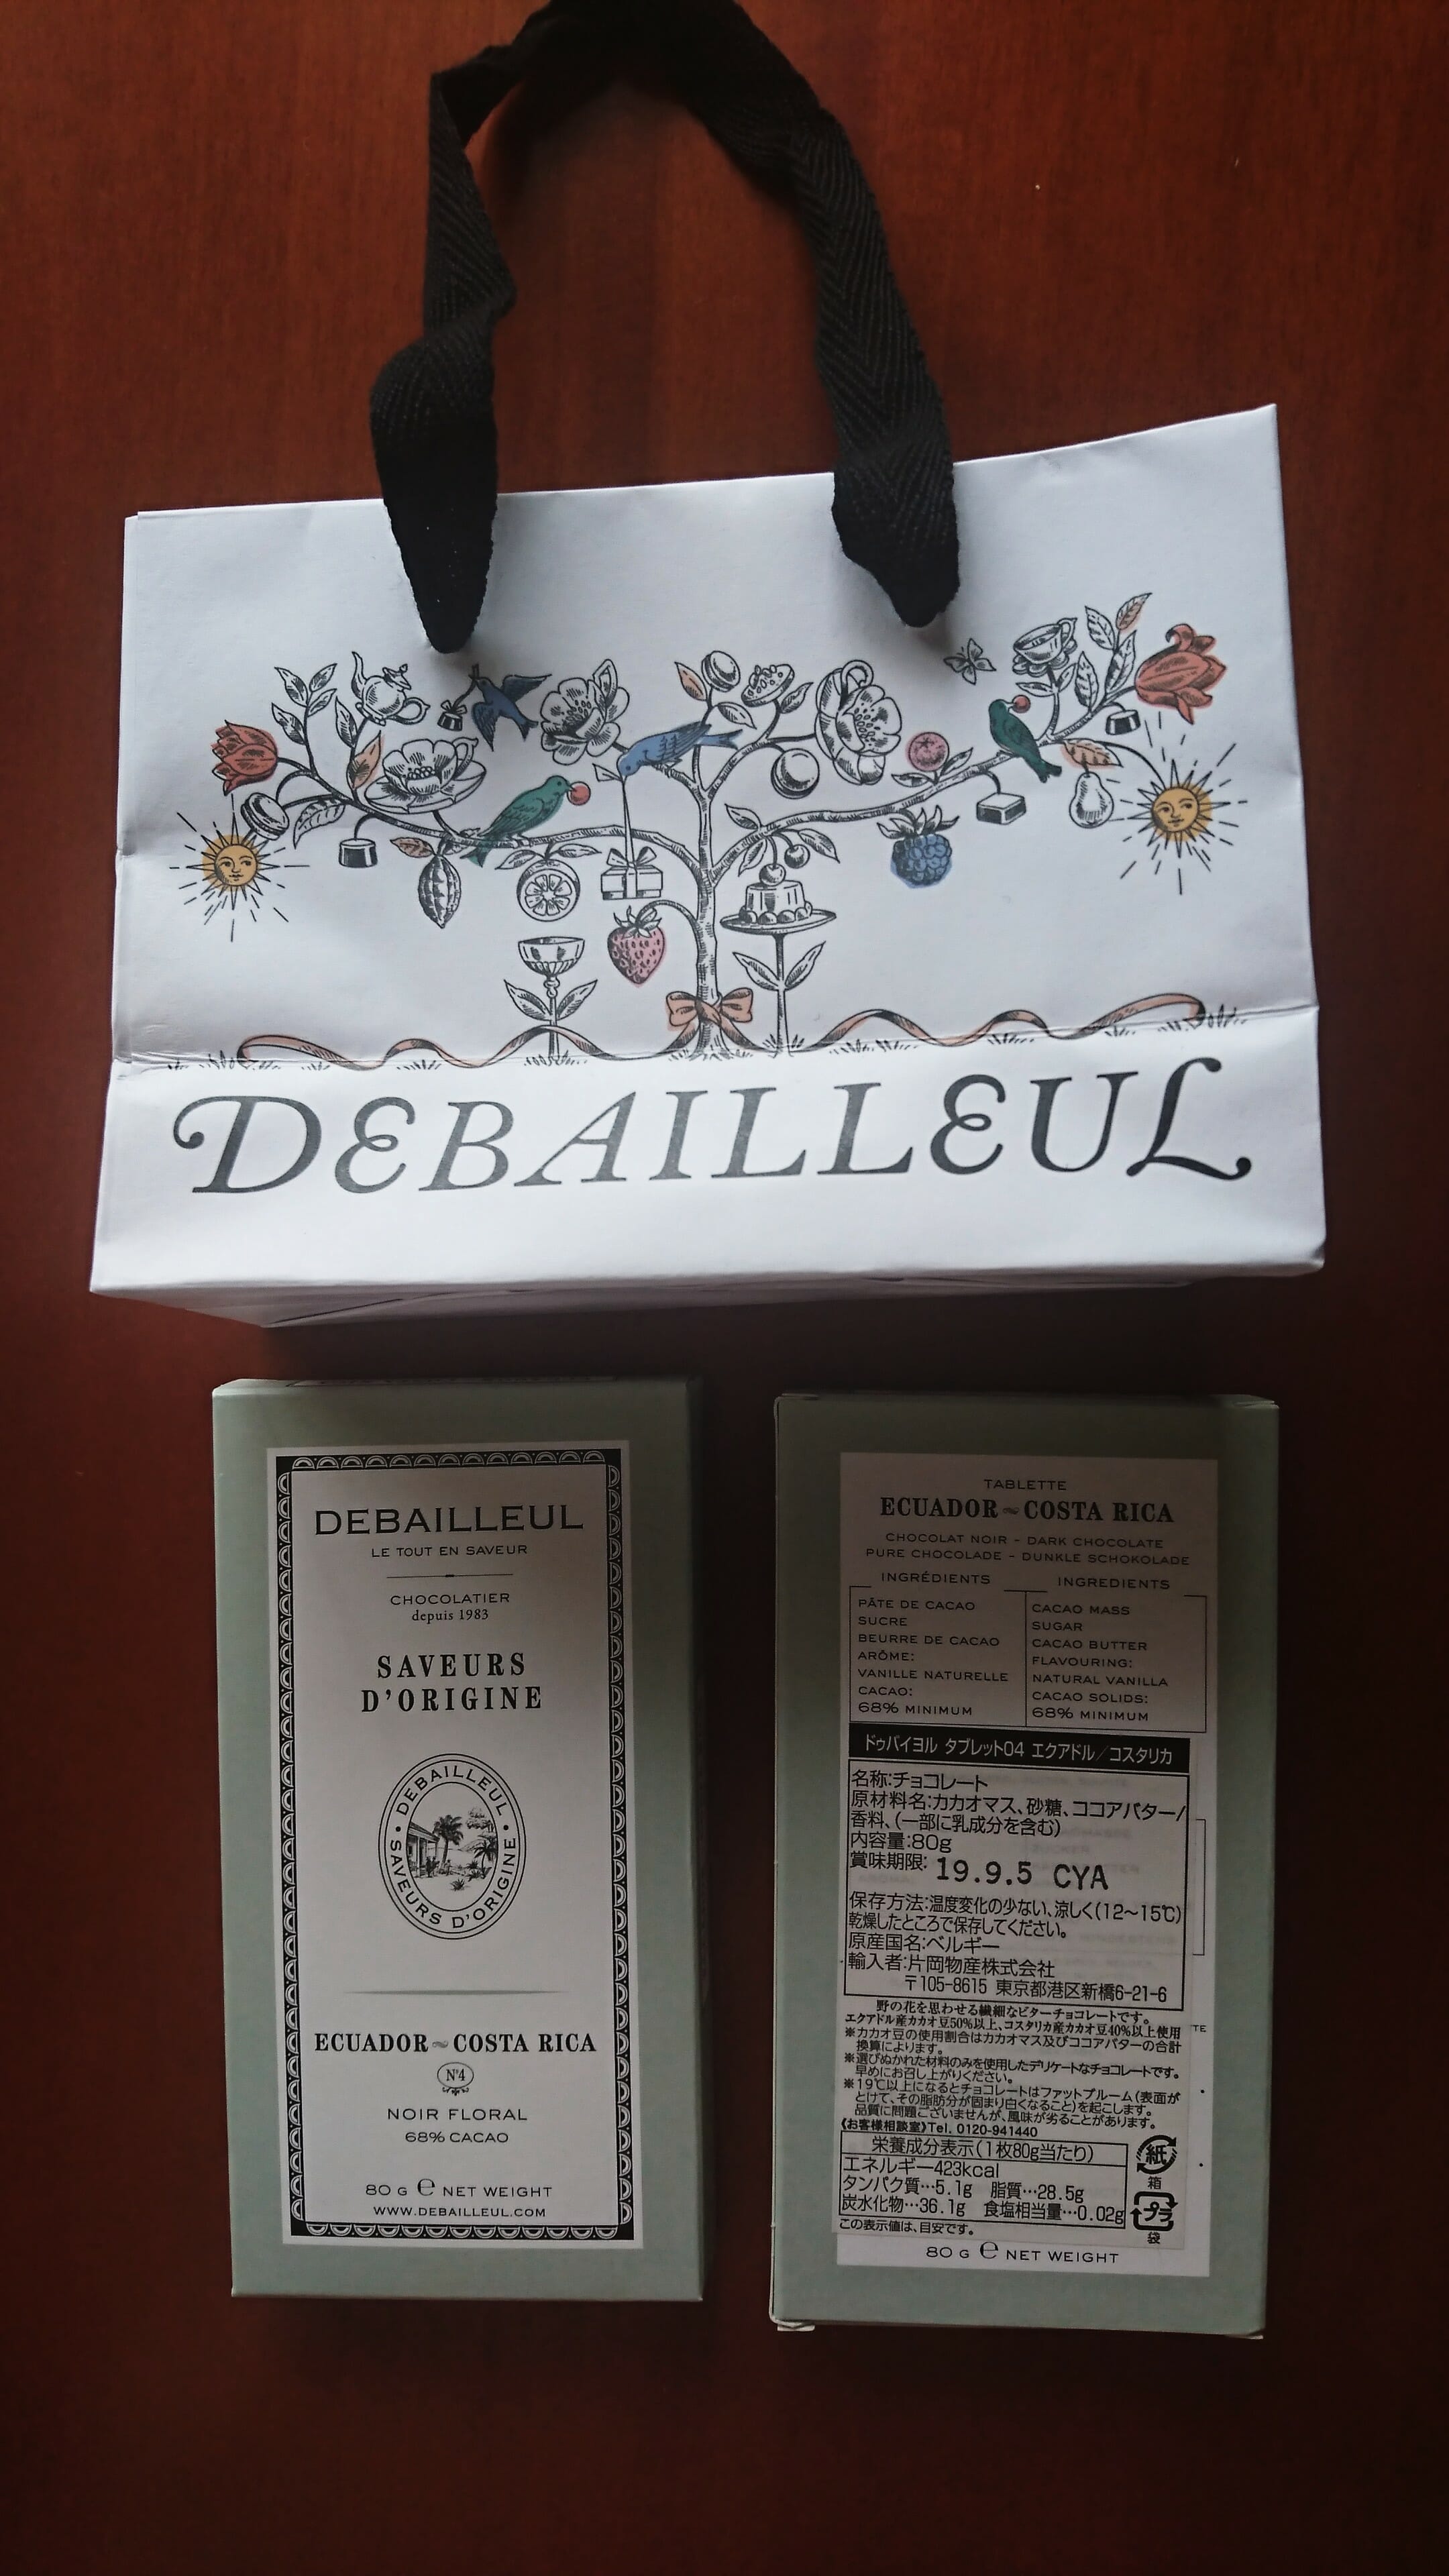 DEBAILLEUL
DEBAILLEUL
LE TOUT EN SAVEUR
CHOCOLATIER
depuis 1983
SAVEURS
D'ORIGINE
DEBAILLEUL • SAVEURS D'ORIGINE •
ECUADOR ~ COSTA RICA
N°4
NOIR FLORAL
68% CACAO
80 G ℮ NET WEIGHT
WWW.DEBAILLEUL.COM
TABLETTE
ECUADOR ~ COSTA RICA
CHOCOLAT NOIR - DARK CHOCOLATE
PURE CHOCOLADE - DUNKLE SCHOKOLADE
INGRÉDIENTS
PÂTE DE CACAO
SUCRE
BEURRE DE CACAO
ARÔME:
VANILLE NATURELLE
CACAO:
68% MINIMUM
INGREDIENTS
CACAO MASS
SUGAR
CACAO BUTTER
FLAVOURING:
NATURAL VANILLA
CACAO SOLIDS:
68% MINIMUM
ドゥバイヨル タブレット04 エクアドル/コスタリカ
名称:チョコレート
原材料名:カカオマス、砂糖、ココアバター/
香料、(一部に乳成分を含む)
内容量:80g
賞味期限: 19.9.5 CYA
保存方法:温度変化の少ない、涼しく(12～15℃)
乾燥したところで保存してください。
原産国名:ベルギー
輸入者:片岡物産株式会社
〒105-8615 東京都港区新橋6-21-6
野の花を思わせる繊細なビターチョコレートです。
エクアドル産カカオ豆50%以上、コスタリカ産カカオ豆40%以上使用
※カカオ豆の使用割合はカカオマス及びココアバターの合計
換算によります。
※選びぬかれた材料のみを使用したデリケートなチョコレートです。
早めにお召し上がりください。
※19℃以上になるとチョコレートはファットブルーム(表面が
とけて、その脂肪分が固まり白くなること)を起こします。
品質に問題ございませんが、風味が劣ることがあります。
《お客様相談室》Tel. 0120-941440
栄養成分表示(1枚80g当たり)
エネルギー423kcal
タンパク質…5.1g 脂質…28.5g
炭水化物…36.1g 食塩相当量…0.02g
この表示値は、目安です。
紙
箱
プラ
袋
80 G ℮ NET WEIGHT